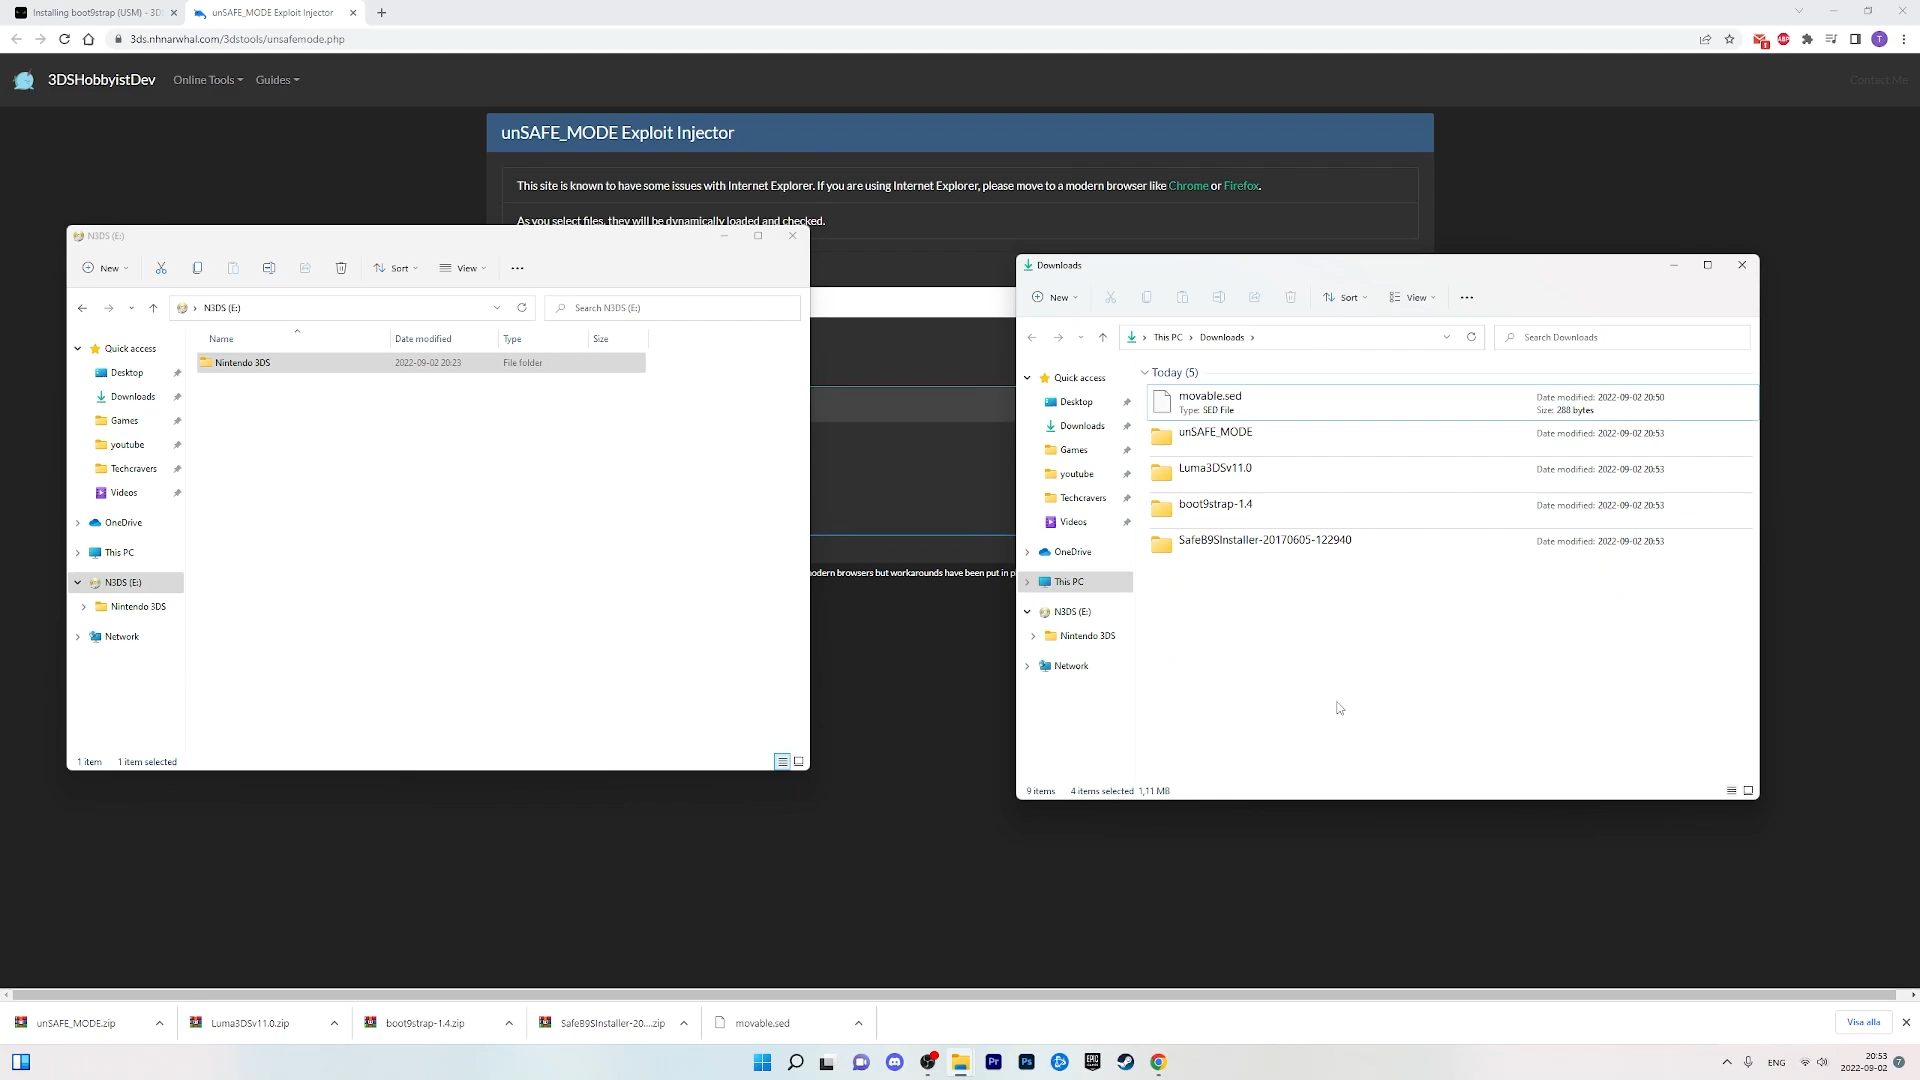 Installing boot9strap (USM) - 3D
unSAFE_MODE Exploit Injector
3ds.nhnarwhal.com/3dstools/unsafemode.php
3DSHobbyistDev
Online Tools
Guides
Contact Me
unSAFE_MODE Exploit Injector
This site is known to have some issues with Internet Explorer. If you are using Internet Explorer, please move to a modern browser like Chrome or Firefox.
As you select files, they will be dynamically loaded and checked.
odern browsers but workarounds have been put in p
N3DS (E:)
New
Sort
View
N3DS (E:)
Search N3DS (E:)
Name
Date modified
Type
Size
Nintendo 3DS
2022-09-02 20:23
File folder
Quick access
Desktop
Downloads
Games
youtube
Techcravers
Videos
OneDrive
This PC
N3DS (E:)
Nintendo 3DS
Network
1 item
1 item selected
Downloads
New
Sort
View
This PC
Downloads
Search Downloads
Quick access
Desktop
Downloads
Games
youtube
Techcravers
Videos
OneDrive
This PC
N3DS (E:)
Nintendo 3DS
Network
Today (5)
movable.sed
Type: SED File
Date modified: 2022-09-02 20:50
Size: 288 bytes
unSAFE_MODE
Date modified: 2022-09-02 20:53
Luma3DSv11.0
Date modified: 2022-09-02 20:53
boot9strap-1.4
Date modified: 2022-09-02 20:53
SafeB9SInstaller-20170605-122940
Date modified: 2022-09-02 20:53
9 items
4 items selected
1,11 MB
unSAFE_MODE.zip
Luma3DSv11.0.zip
boot9strap-1.4.zip
SafeB9SInstaller-20....zip
movable.sed
Visa alla
ENG
20:53
2022-09-02
7